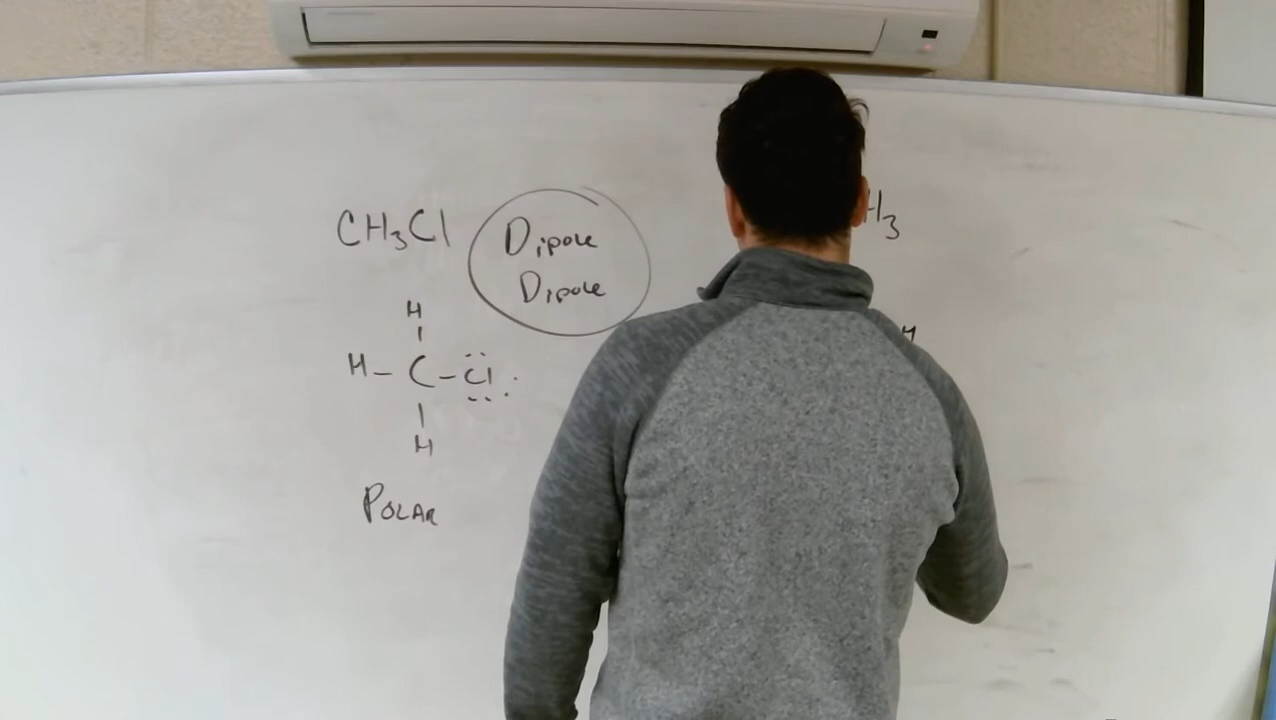 CH3Cl
Dipole
Dipole
H3
H
H
H - C - Cl
H
POLAR